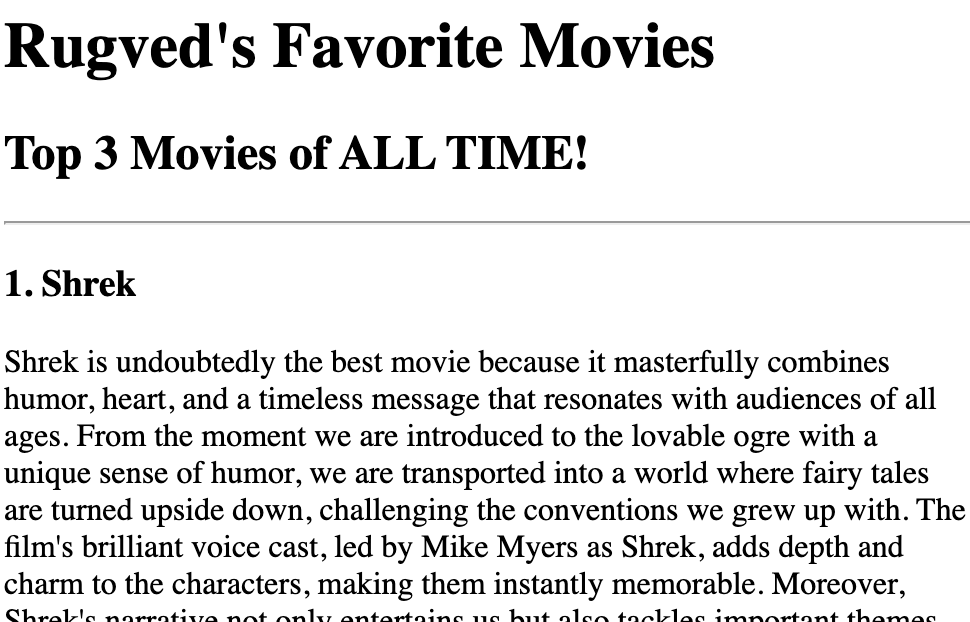 Rugved's Favorite Movies
Top 3 Movies of ALL TIME!
1. Shrek
Shrek is undoubtedly the best movie because it masterfully combines
humor, heart, and a timeless message that resonates with audiences of all
ages. From the moment we are introduced to the lovable ogre with a
unique sense of humor, we are transported into a world where fairy tales
are turned upside down, challenging the conventions we grew up with. The
film's brilliant voice cast, led by Mike Myers as Shrek, adds depth and
charm to the characters, making them instantly memorable. Moreover,
Shrek's narrative not only entertains us but also tackles important themes